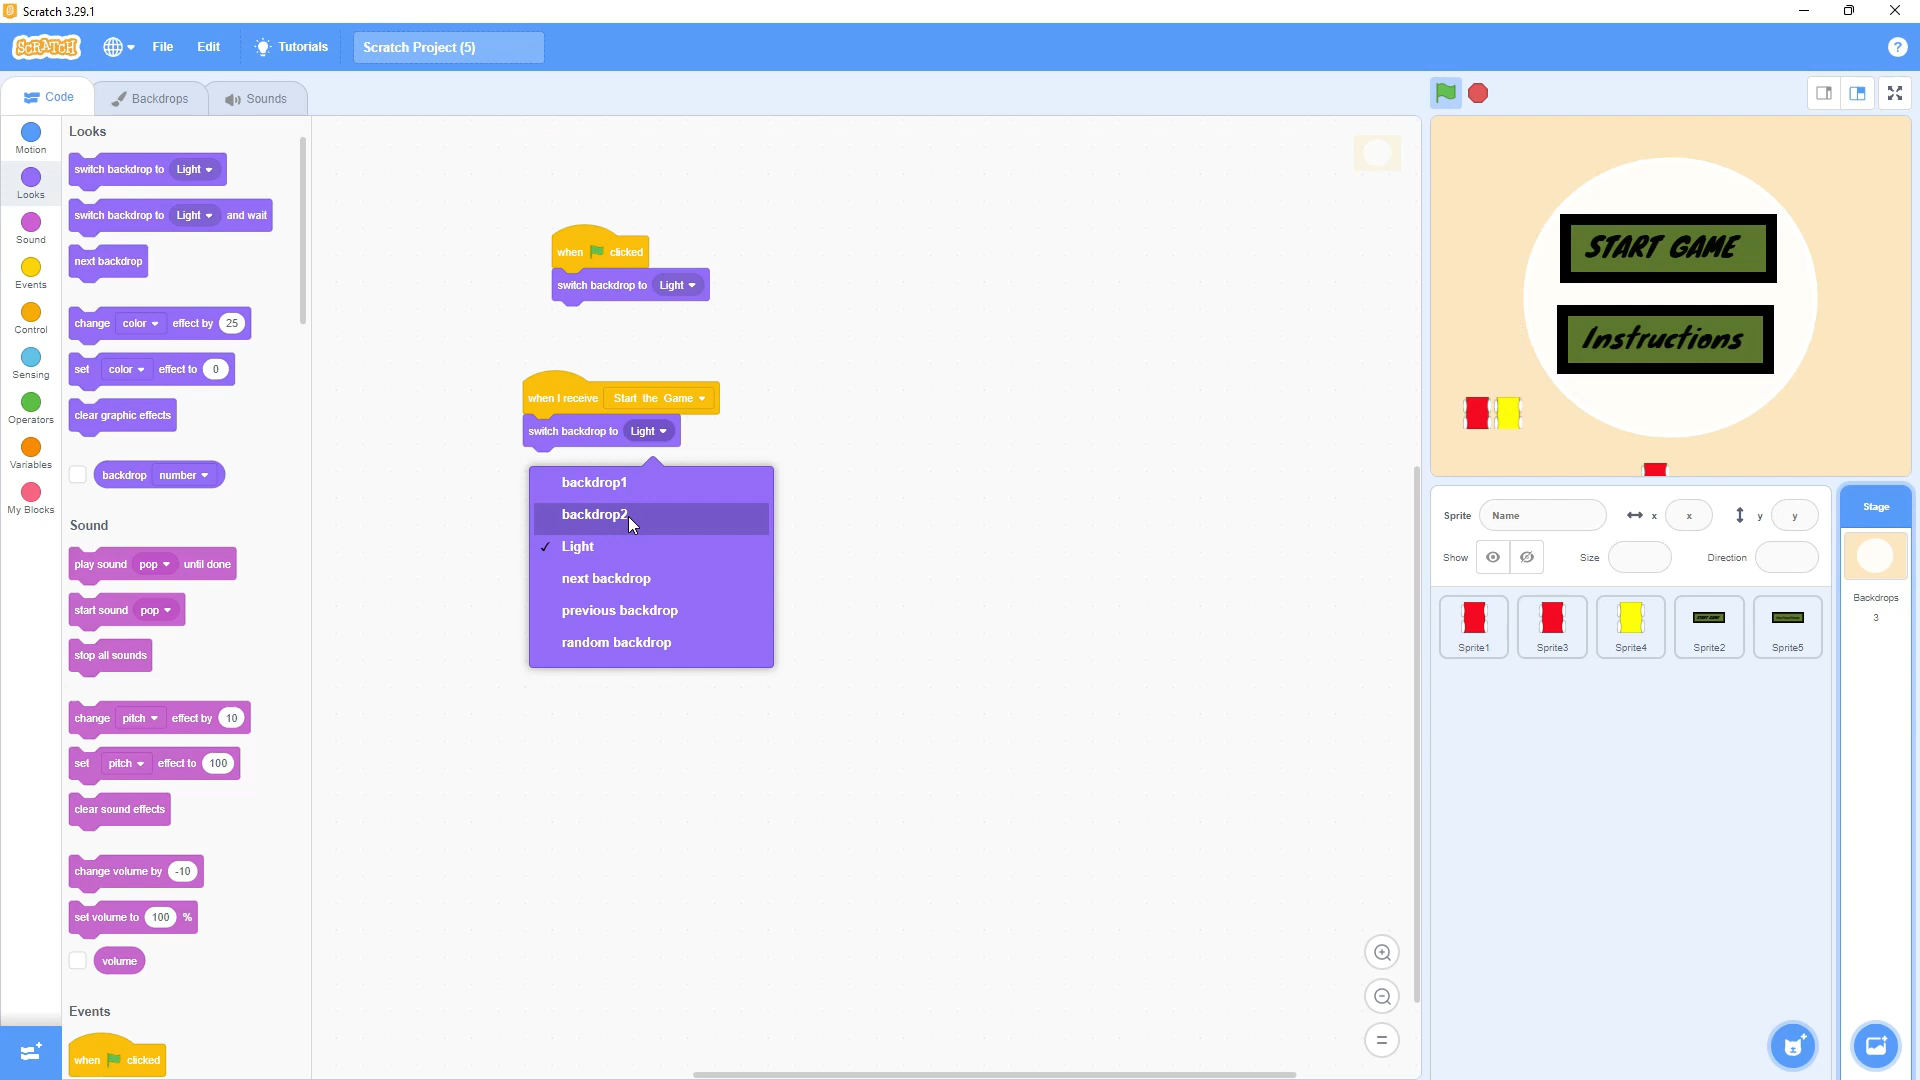 Scratch 3.29.1
SCRATCH
File
Edit
Tutorials
Scratch Project (5)
?
Code
Backdrops
Sounds
Motion
Looks
Sound
Events
Control
Sensing
Operators
Variables
My Blocks
Looks
switch backdrop to Light
switch backdrop to Light and wait
next backdrop
change color effect by 25
set color effect to 0
clear graphic effects
backdrop number
Sound
play sound pop until done
start sound pop
stop all sounds
change pitch effect by 10
set pitch effect to 100
clear sound effects
change volume by -10
set volume to 100 %
volume
Events
when clicked
when clicked
switch backdrop to Light
when I receive Start the Game
switch backdrop to Light
backdrop1
backdrop2
✓ Light
next backdrop
previous backdrop
random backdrop
START GAME
Instructions
Sprite Name x x y y
Show Size Direction
Sprite1
Sprite3
Sprite4
START GAME
Sprite2
Instructions
Sprite5
Stage
Backdrops
3